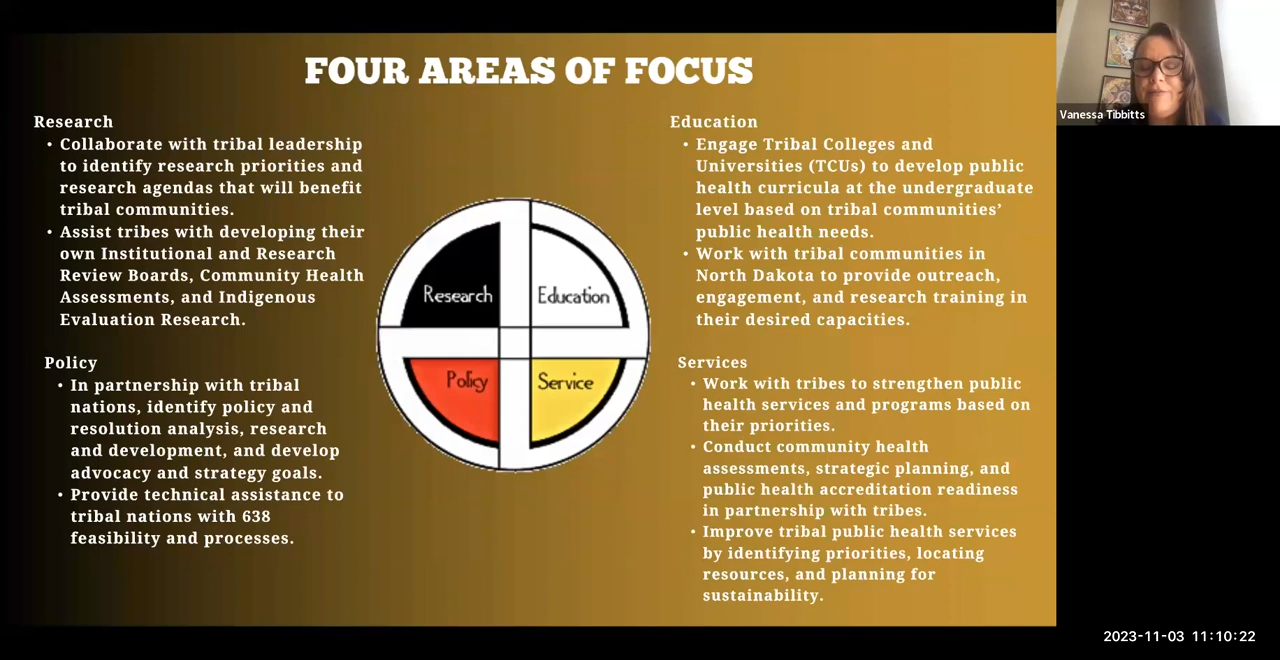 FOUR AREAS OF FOCUS
Research
• Collaborate with tribal leadership
to identify research priorities and
research agendas that will benefit
tribal communities.
• Assist tribes with developing their
own Institutional and Research
Review Boards, Community Health
Assessments, and Indigenous
Evaluation Research.
Policy
• In partnership with tribal
nations, identify policy and
resolution analysis, research
and development, and develop
advocacy and strategy goals.
• Provide technical assistance to
tribal nations with 638
feasibility and processes.
Research
Education
Policy
Service
Education
• Engage Tribal Colleges and
Universities (TCUs) to develop public
health curricula at the undergraduate
level based on tribal communities’
public health needs.
• Work with tribal communities in
North Dakota to provide outreach,
engagement, and research training in
their desired capacities.
Services
• Work with tribes to strengthen public
health services and programs based on
their priorities.
• Conduct community health
assessments, strategic planning, and
public health accreditation readiness
in partnership with tribes.
• Improve tribal public health services
by identifying priorities, locating
resources, and planning for
sustainability.
Vanessa Tibbitts
2023-11-03 11:10:22